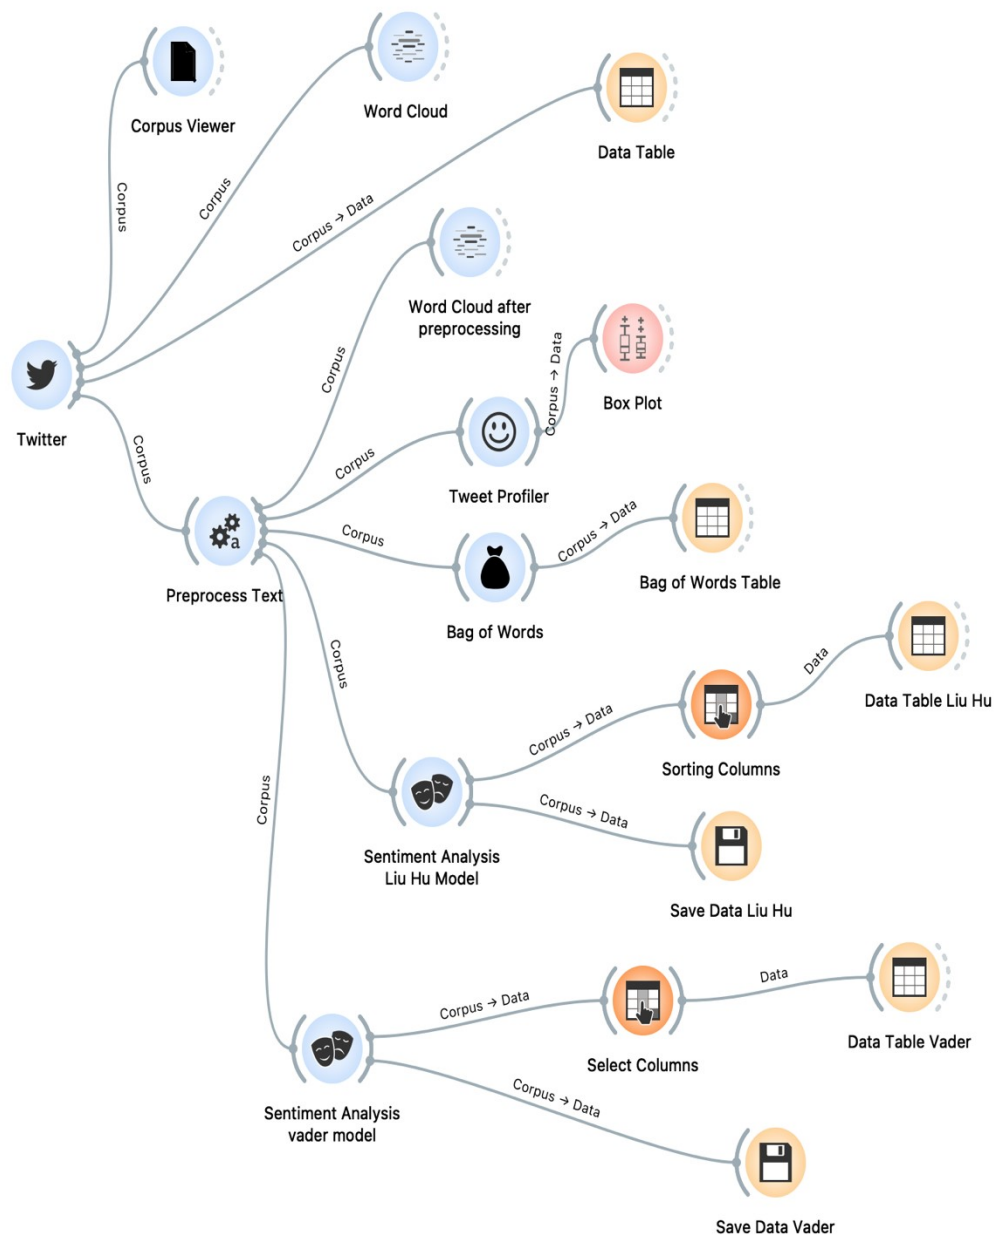 Corpus Viewer
Word Cloud
Data Table
Corpus
Corpus
Corpus → Data
Word Cloud after
preprocessing
Corpus
Corpus → Data
Box Plot
Twitter
Corpus
Corpus
Tweet Profiler
Corpus
Corpus → Data
Bag of Words Table
Preprocess Text
a
Bag of Words
Corpus
Data
Data Table Liu Hu
Corpus → Data
Sorting Columns
Corpus
Corpus → Data
Sentiment Analysis
Liu Hu Model
Save Data Liu Hu
Corpus → Data
Data
Select Columns
Data Table Vader
Sentiment Analysis
vader model
Corpus → Data
Save Data Vader